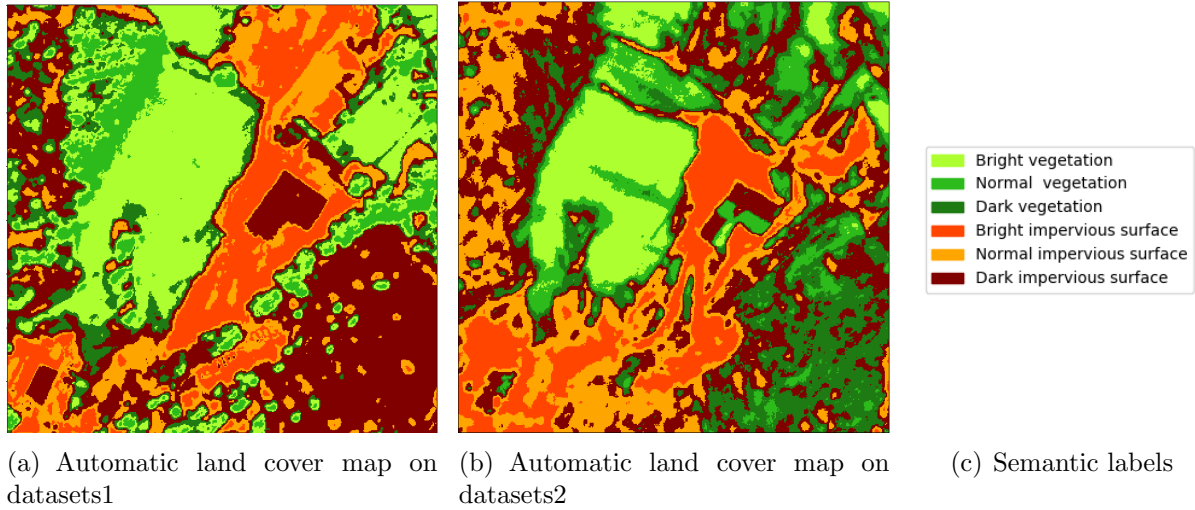 Bright vegetation
Normal vegetation
Dark vegetation
Bright impervious surface
Normal impervious surface
Dark impervious surface
(a) Automatic land cover map on
datasets1
(b) Automatic land cover map on
datasets2
(c) Semantic labels